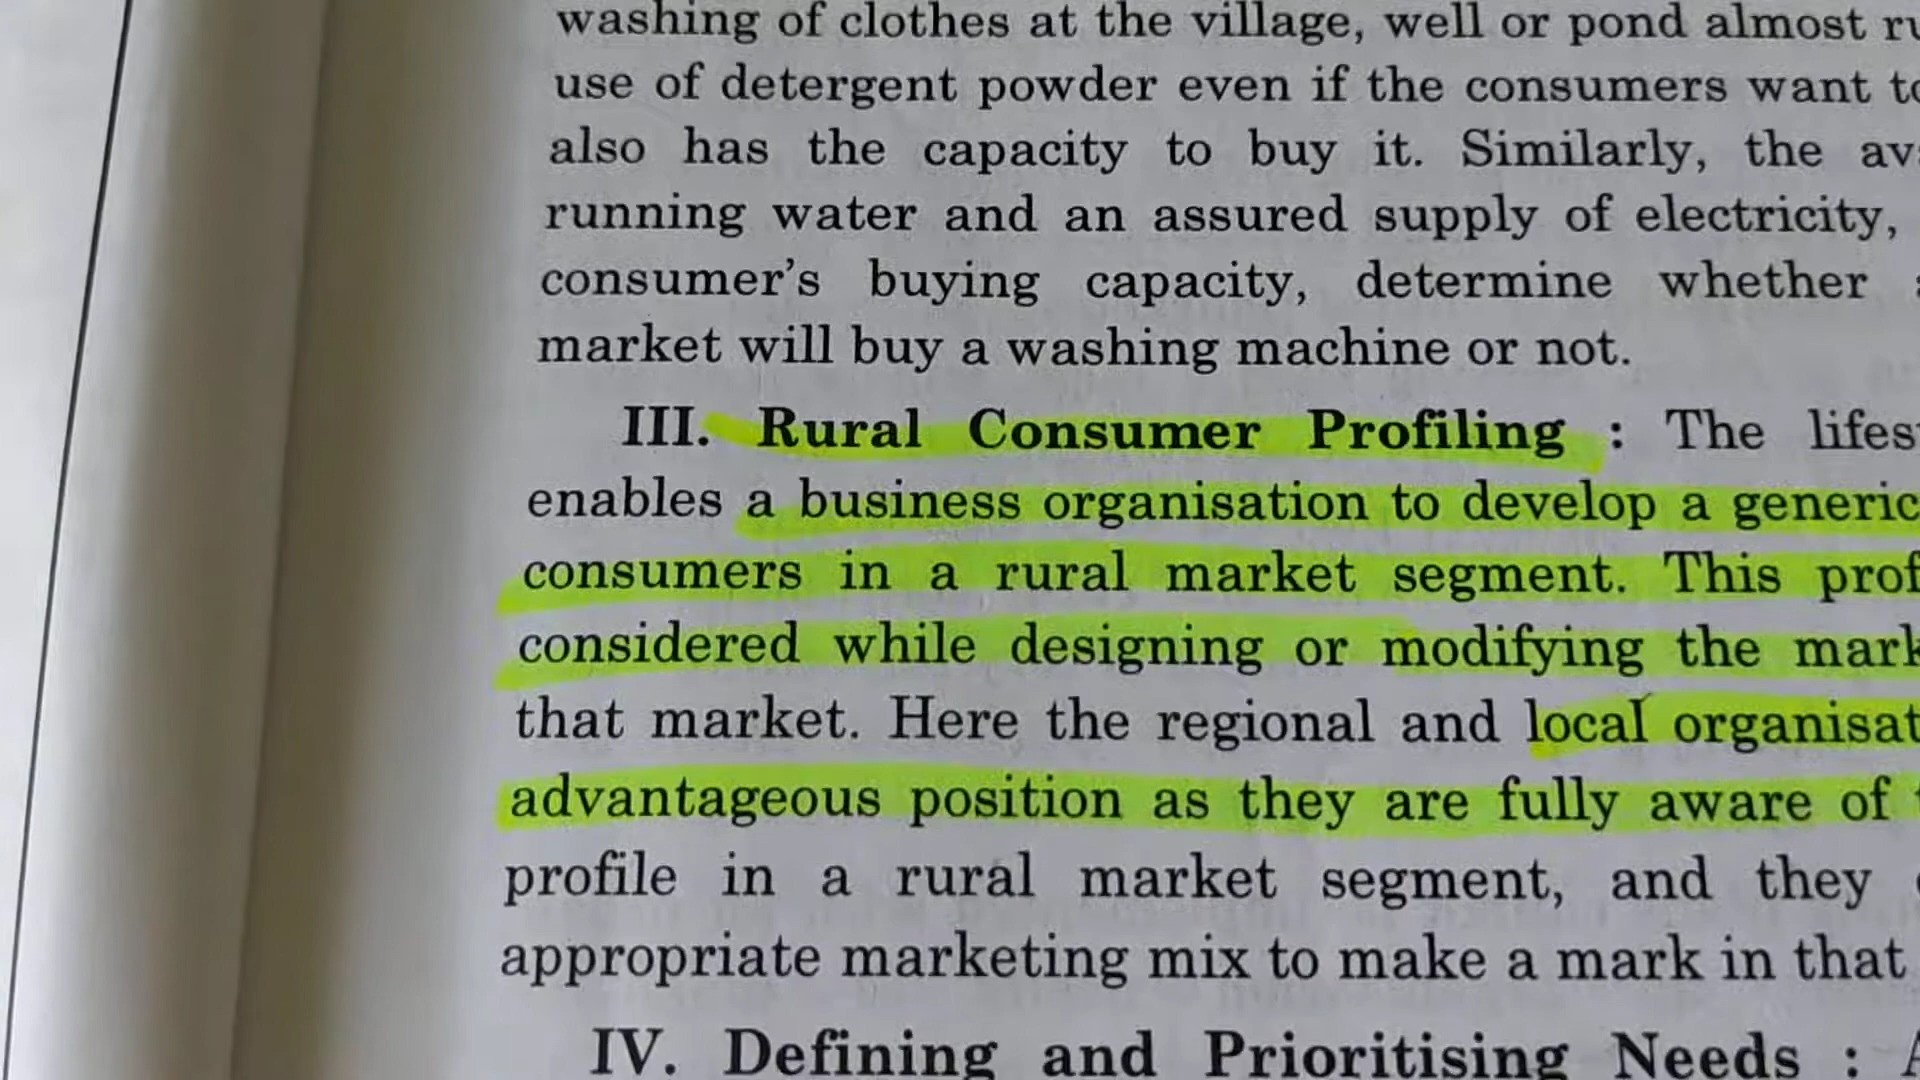 washing of clothes at the village, well or pond almost
use of detergent powder even if the consumers want
also has the capacity to buy it. Similarly, the
running water and an assured supply of electricity,
consumer's buying capacity, determine whether
market will buy a washing machine or not.
III. Rural Consumer Profiling : The
enables a business organisation to develop a generic
consumers in a rural market segment. This
considered while designing or modifying the
that market. Here the regional and local
advantageous position as they are fully aware of
profile in a rural market segment, and they
appropriate marketing mix to make a mark in that
IV. Defining and Prioritising Needs :